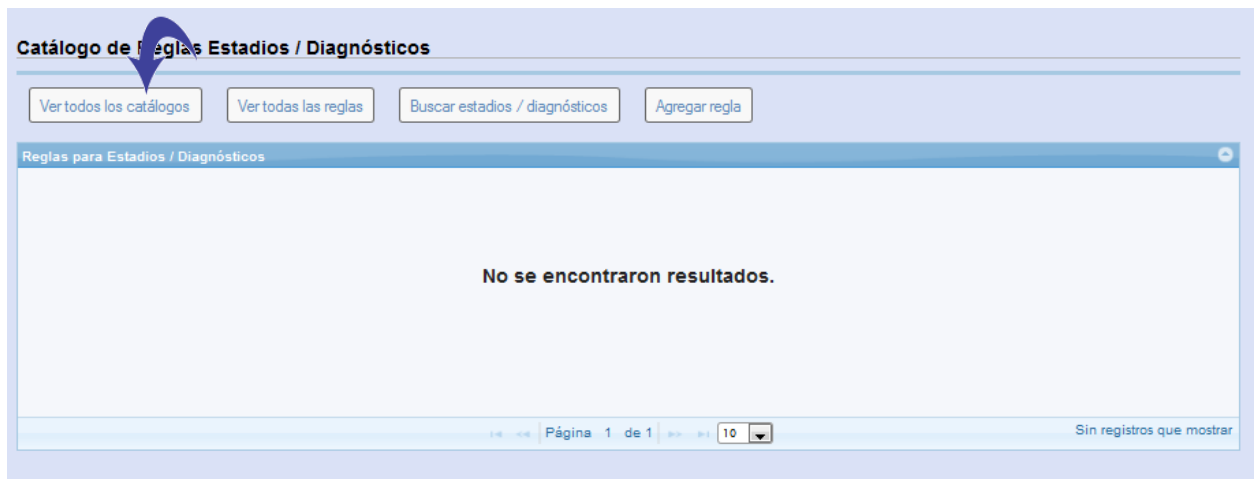 Catálogo de Reglas Estadios / Diagnósticos
Ver todos los catálogos Ver todas las reglas Buscar estadios / diagnósticos Agregar regla
Reglas para Estadios / Diagnósticos
No se encontraron resultados.
Página 1 de 1 10 Sin registros que mostrar